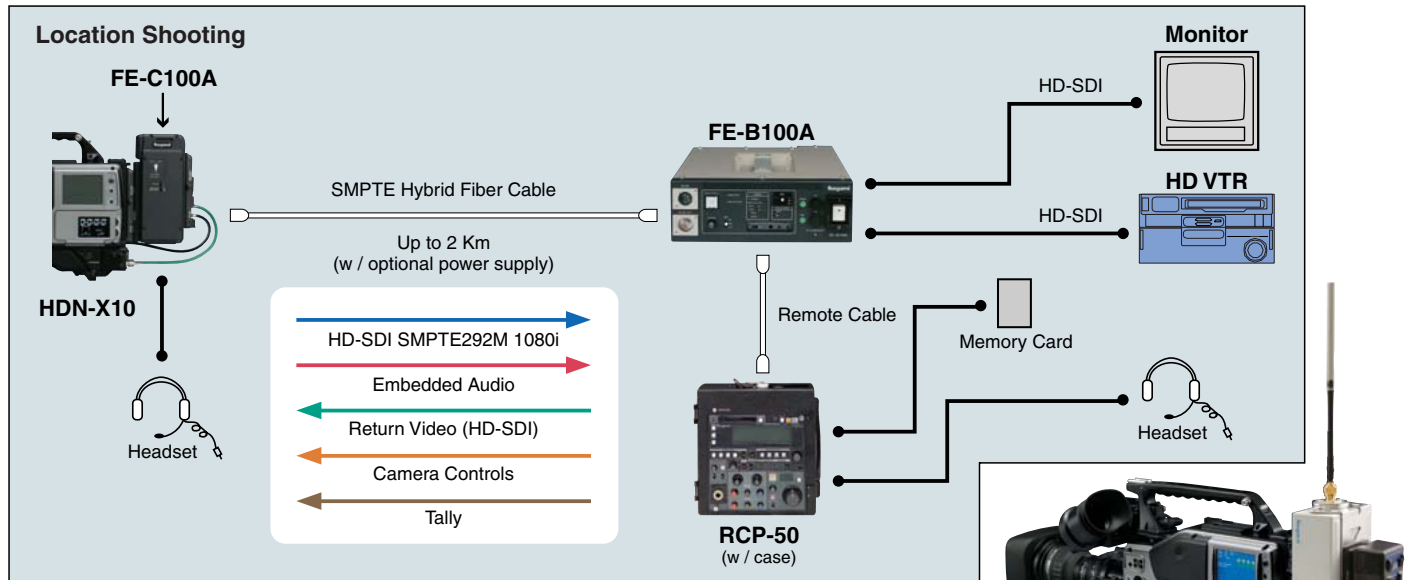 Location Shooting
FE-C100A
HDN-X10
Headset
SMPTE Hybrid Fiber Cable
Up to 2 Km
(w / optional power supply)
HD-SDI SMPTE292M 1080i
Embedded Audio
Return Video (HD-SDI)
Camera Controls
Tally
FE-B100A
Remote Cable
RCP-50
(w / case)
HD-SDI
Monitor
HD-SDI
HD VTR
Memory Card
Headset